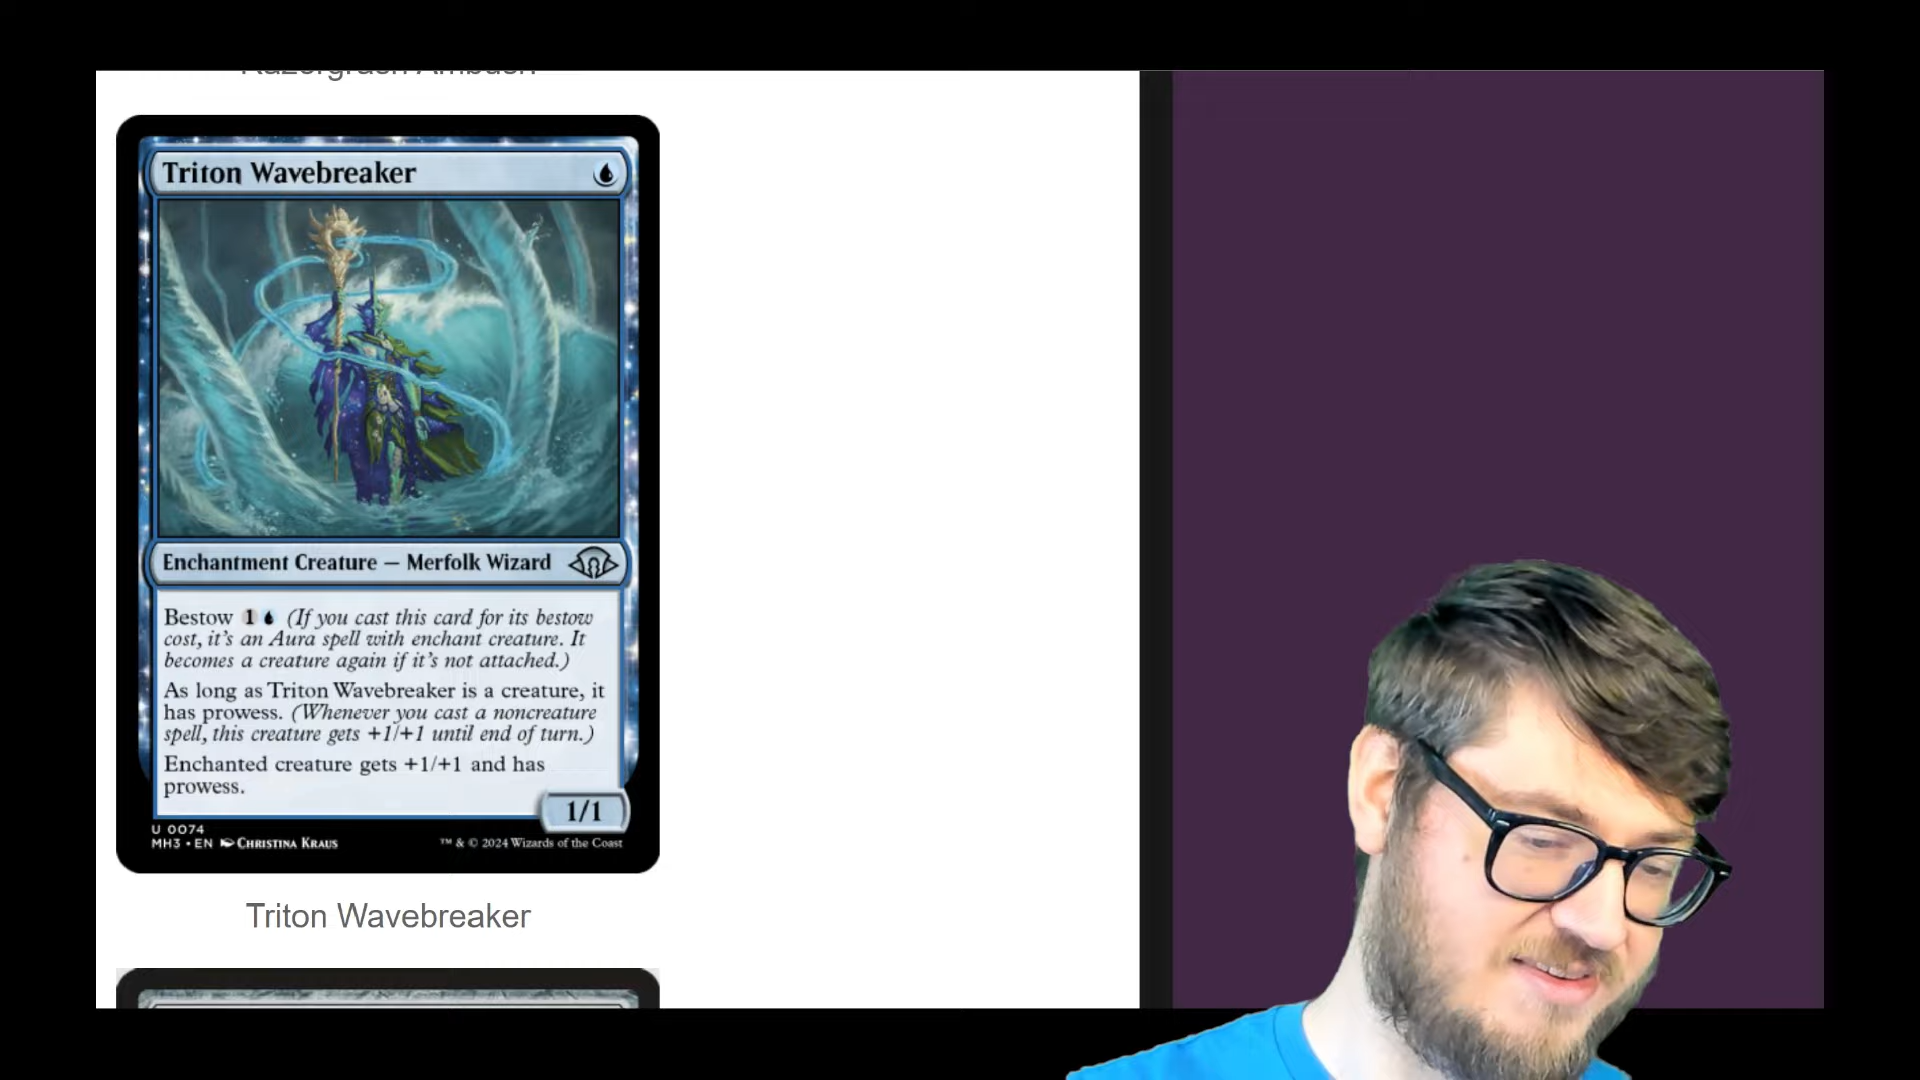 Triton Wavebreaker
Enchantment Creature — Merfolk Wizard
Bestow 1 (If you cast this card for its bestow
cost, it's an Aura spell with enchant creature. It
becomes a creature again if it's not attached.)
As long as Triton Wavebreaker is a creature, it
has prowess. (Whenever you cast a noncreature
spell, this creature gets +1/+1 until end of turn.)
Enchanted creature gets +1/+1 and has
prowess.
1/1
U 0074
MH3 • EN CHRISTINA KRAUS
™ & © 2024 Wizards of the Coast
Triton Wavebreaker